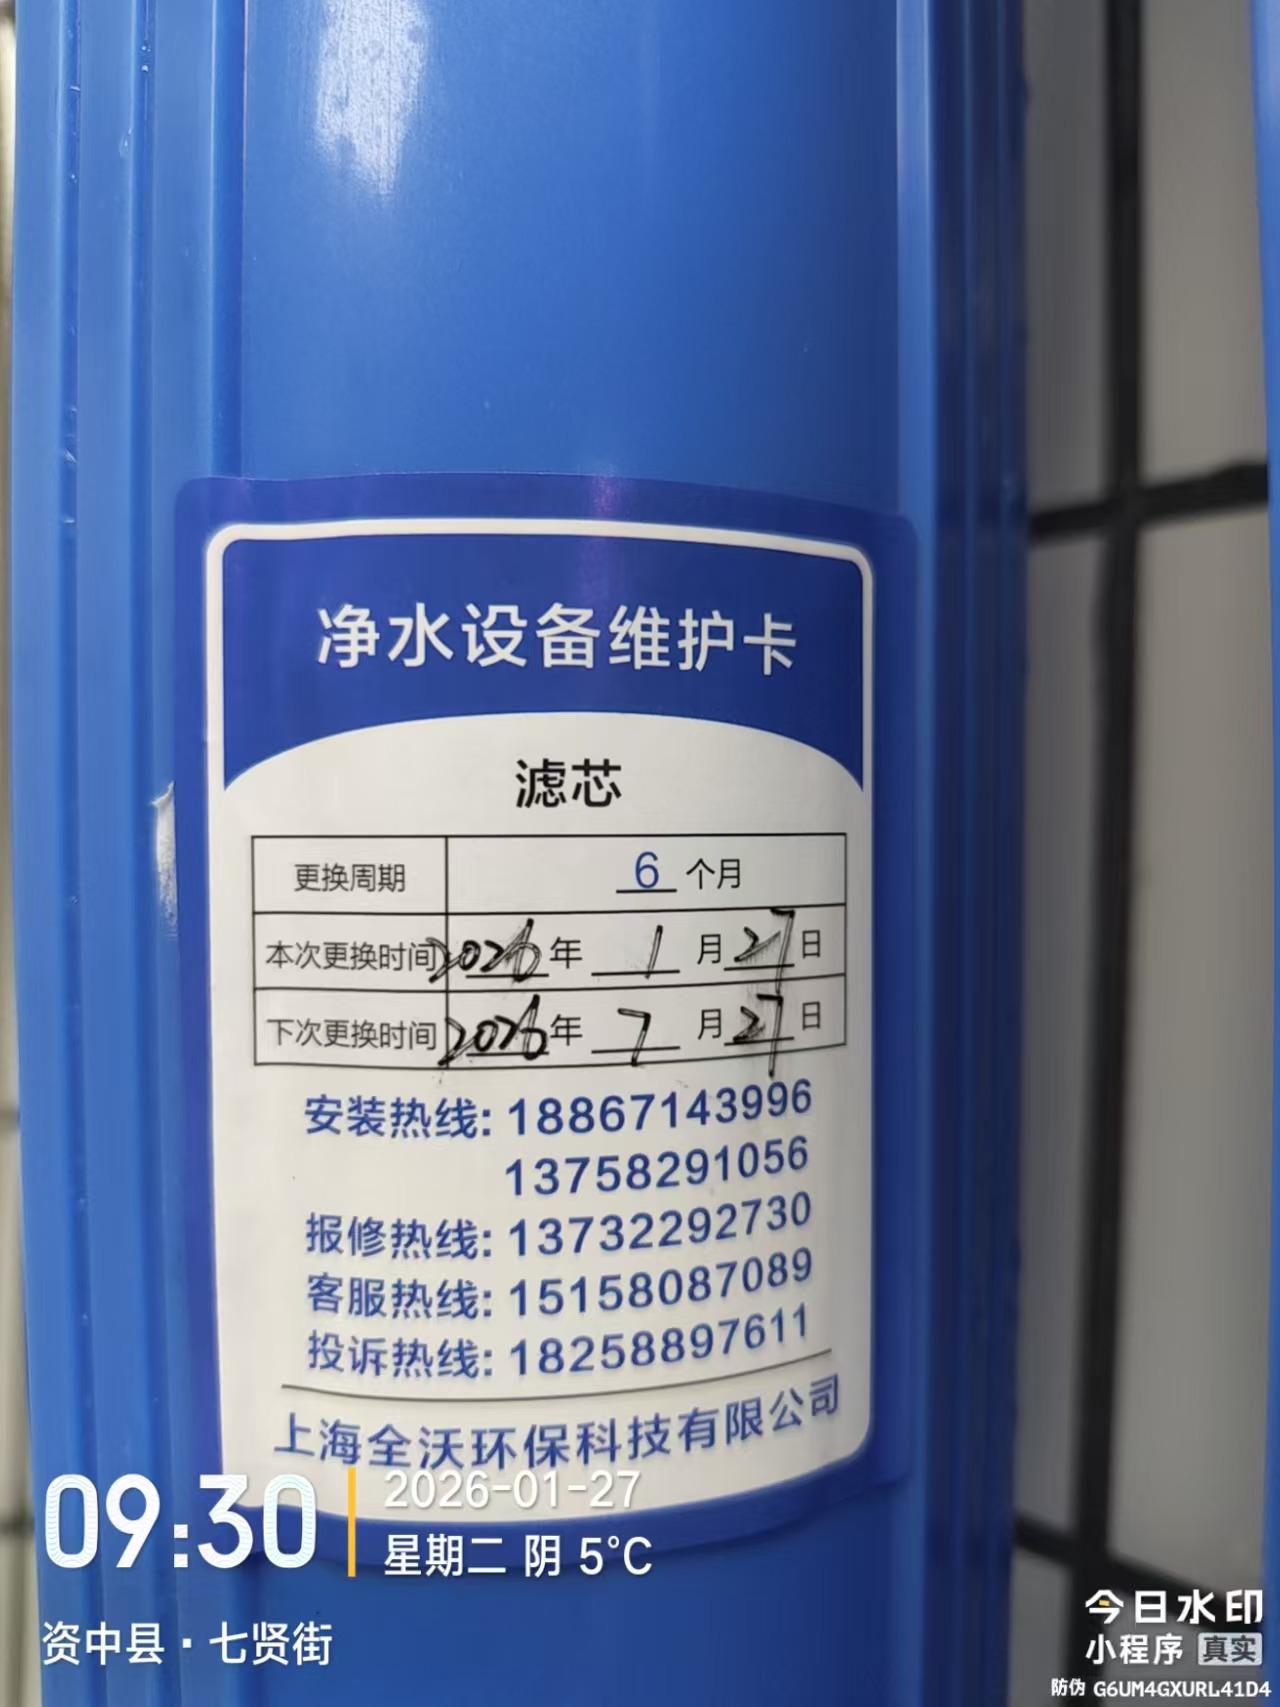 净水设备维护卡
滤芯
更换周期 6 个月
本次更换时间 2026 年 1 月 27 日
下次更换时间 2026 年 7 月 27 日
安装热线: 18867143996
13758291056
报修热线: 13732292730
客服热线: 15158087089
投诉热线: 18258897611
上海全沃环保科技有限公司
09:30
2026-01-27
星期二 阴 5°C
资中县·七贤街
今日水印
小程序 真实
防伪 G6UM4GXURL41D4